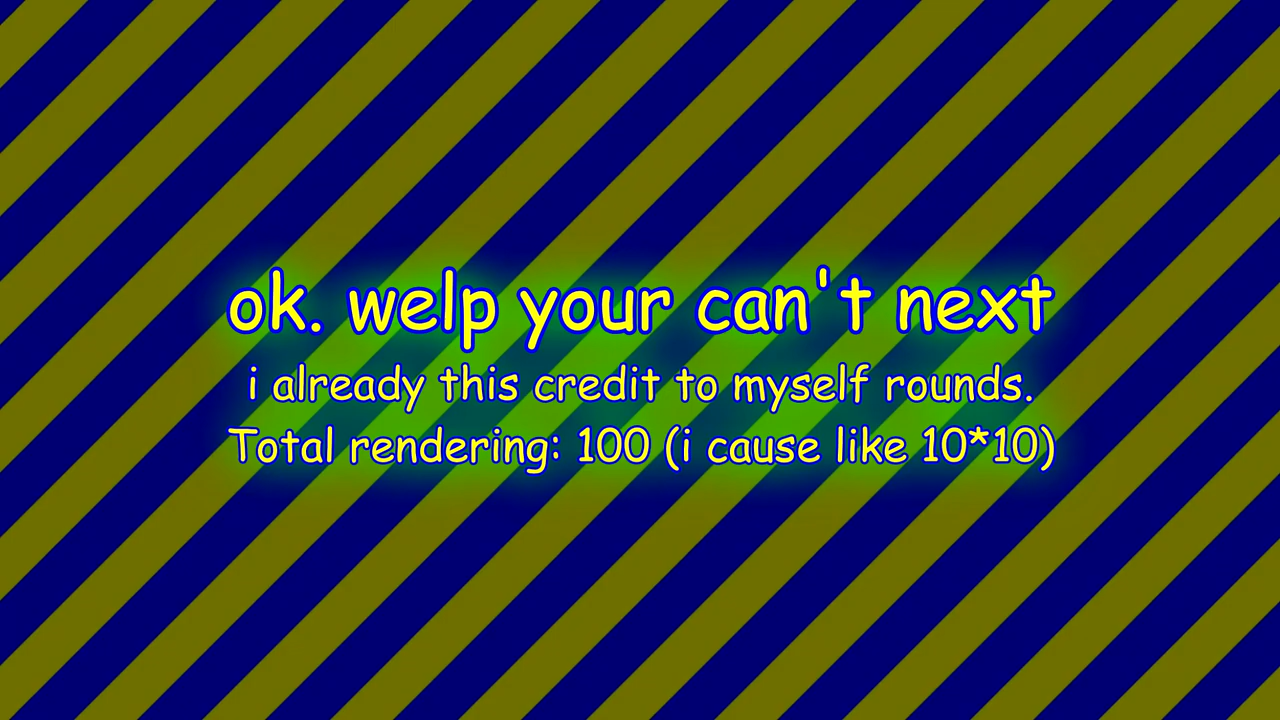 ok. welp your can't next
i already this credit to myself rounds.
Total rendering: 100 (i cause like 10*10)